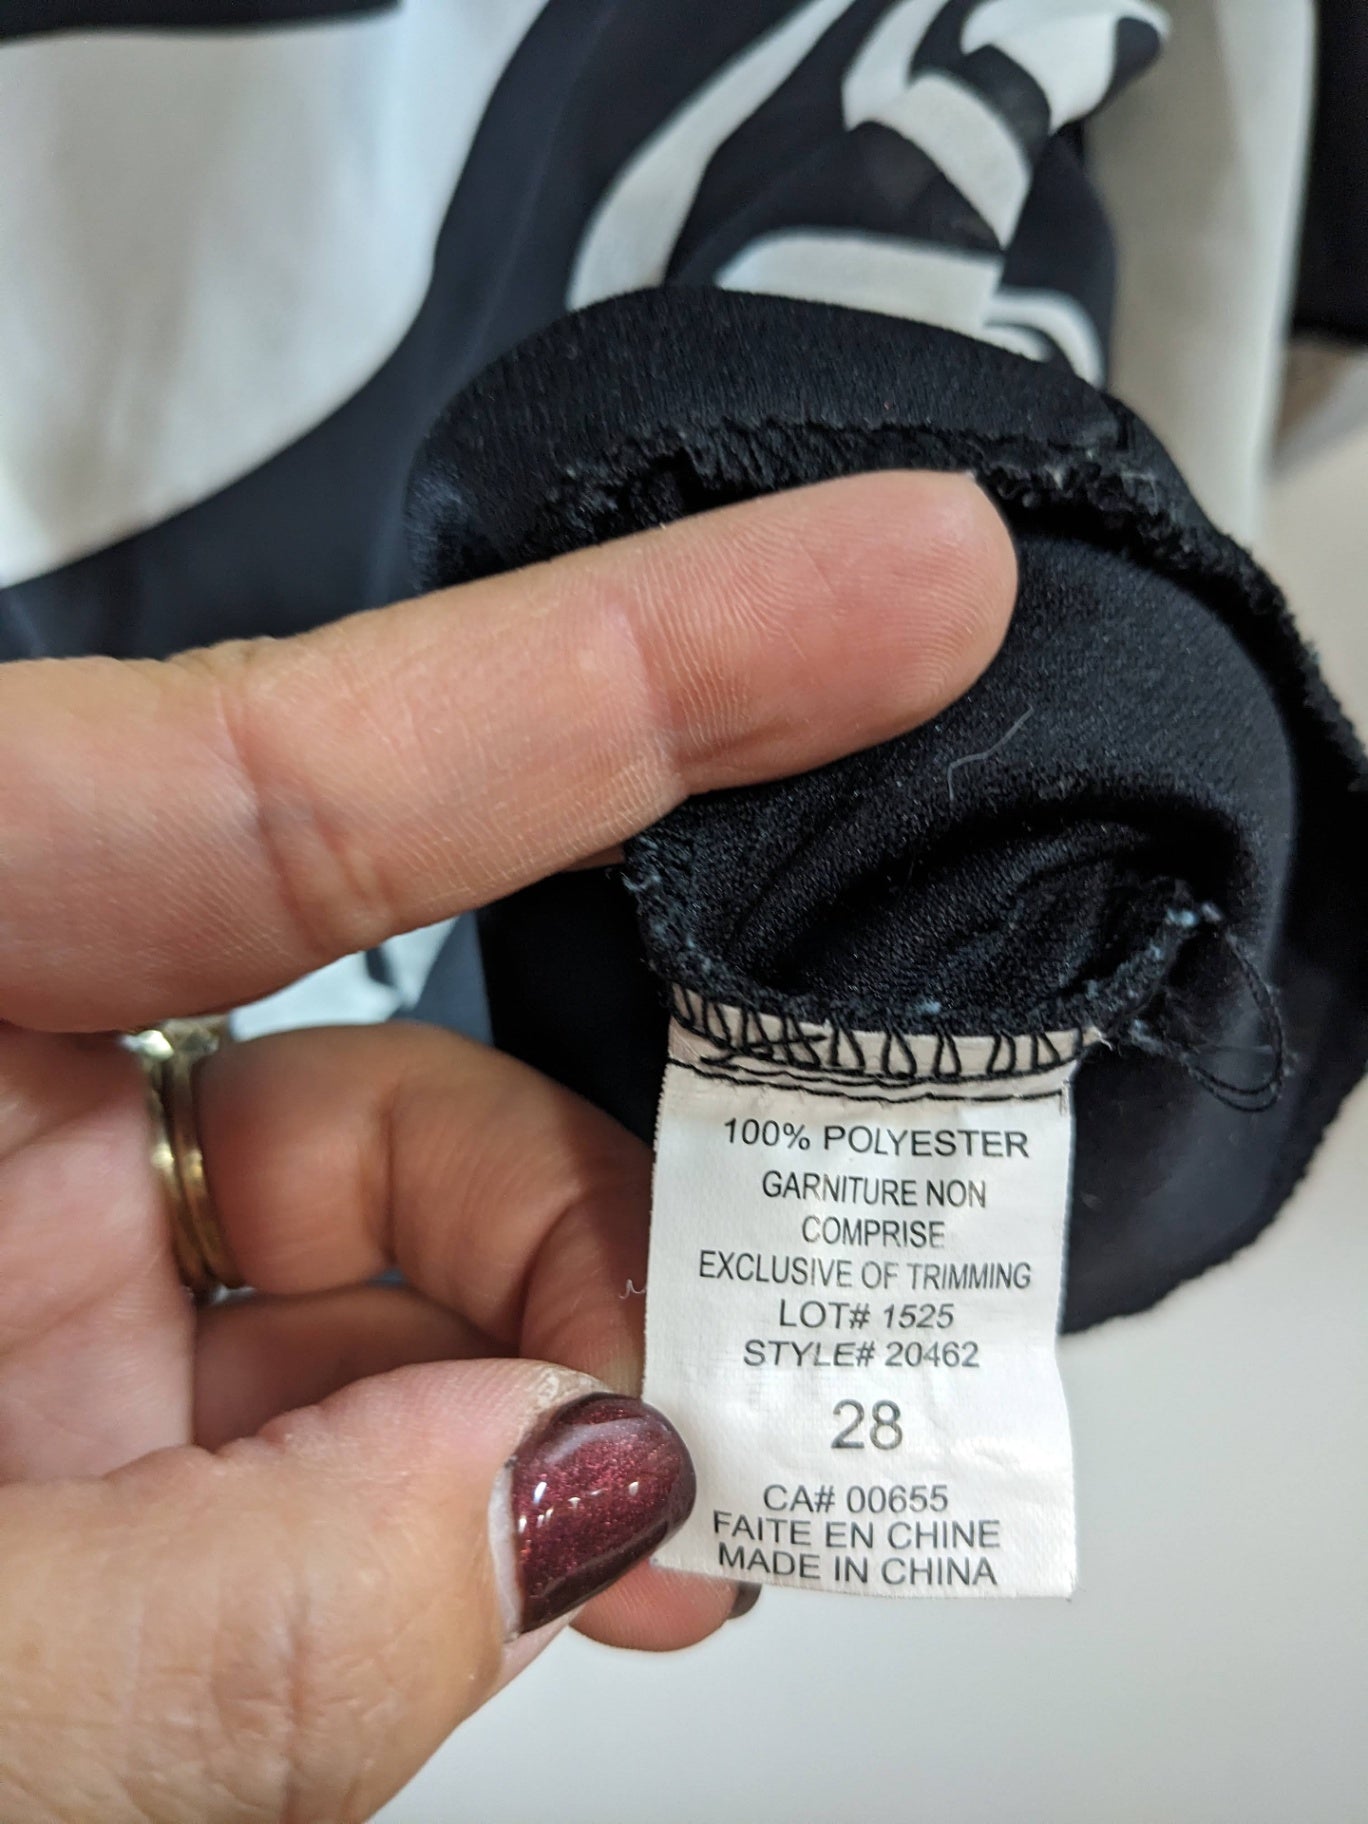 100% POLYESTER
GARNITURE NON
COMPRISE
EXCLUSIVE OF TRIMMING
LOT# 1525
STYLE# 20462
28
CA# 00655
FAITE EN CHINE
MADE IN CHINA